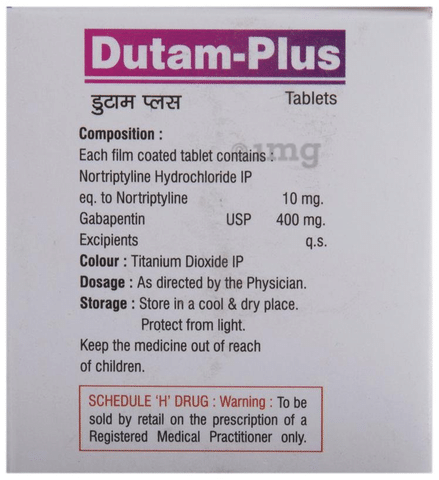 Dutam-Plus
डुटाम प्लस Tablets
Composition :
Each film coated tablet contains :
Nortriptyline Hydrochloride IP
eq. to Nortriptyline 10 mg.
Gabapentin USP 400 mg.
Excipients q.s.
Colour : Titanium Dioxide IP
Dosage : As directed by the Physician.
Storage : Store in a cool & dry place.
Protect from light.
Keep the medicine out of reach
of children.
SCHEDULE 'H' DRUG : Warning : To be
sold by retail on the prescription of a
Registered Medical Practitioner only.